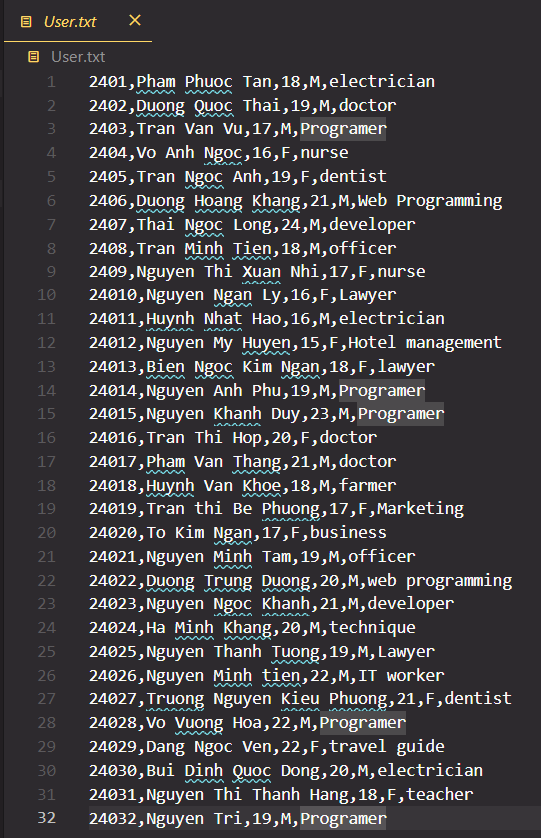 User.txt
User.txt
1 2401,Pham Phuoc Tan,18,M,electrician
2 2402,Duong Quoc Thai,19,M,doctor
3 2403,Tran Van Vu,17,M,Programer
4 2404,Vo Anh Ngoc,16,F,nurse
5 2405,Tran Ngoc Anh,19,F,dentist
6 2406,Duong Hoang Khang,21,M,Web Programming
7 2407,Thai Ngoc Long,24,M,developer
8 2408,Tran Minh Tien,18,M,officer
9 2409,Nguyen Thi Xuan Nhi,17,F,nurse
10 24010,Nguyen Ngan Ly,16,F,Lawyer
11 24011,Huynh Nhat Hao,16,M,electrician
12 24012,Nguyen My Huyen,15,F,Hotel management
13 24013,Bien Ngoc Kim Ngan,18,F,lawyer
14 24014,Nguyen Anh Phu,19,M,Programer
15 24015,Nguyen Khanh Duy,23,M,Programer
16 24016,Tran Thi Hop,20,F,doctor
17 24017,Pham Van Thang,21,M,doctor
18 24018,Huynh Van Khoe,18,M,farmer
19 24019,Tran thi Be Phuong,17,F,Marketing
20 24020,To Kim Ngan,17,F,business
21 24021,Nguyen Minh Tam,19,M,officer
22 24022,Duong Trung Duong,20,M,web programming
23 24023,Nguyen Ngoc Khanh,21,M,developer
24 24024,Ha Minh Khang,20,M,technique
25 24025,Nguyen Thanh Tuong,19,M,Lawyer
26 24026,Nguyen Minh tien,22,M,IT worker
27 24027,Truong Nguyen Kieu Phuong,21,F,dentist
28 24028,Vo Vuong Hoa,22,M,Programer
29 24029,Dang Ngoc Ven,22,F,travel guide
30 24030,Bui Dinh Quoc Dong,20,M,electrician
31 24031,Nguyen Thi Thanh Hang,18,F,teacher
32 24032,Nguyen Tri,19,M,Programer